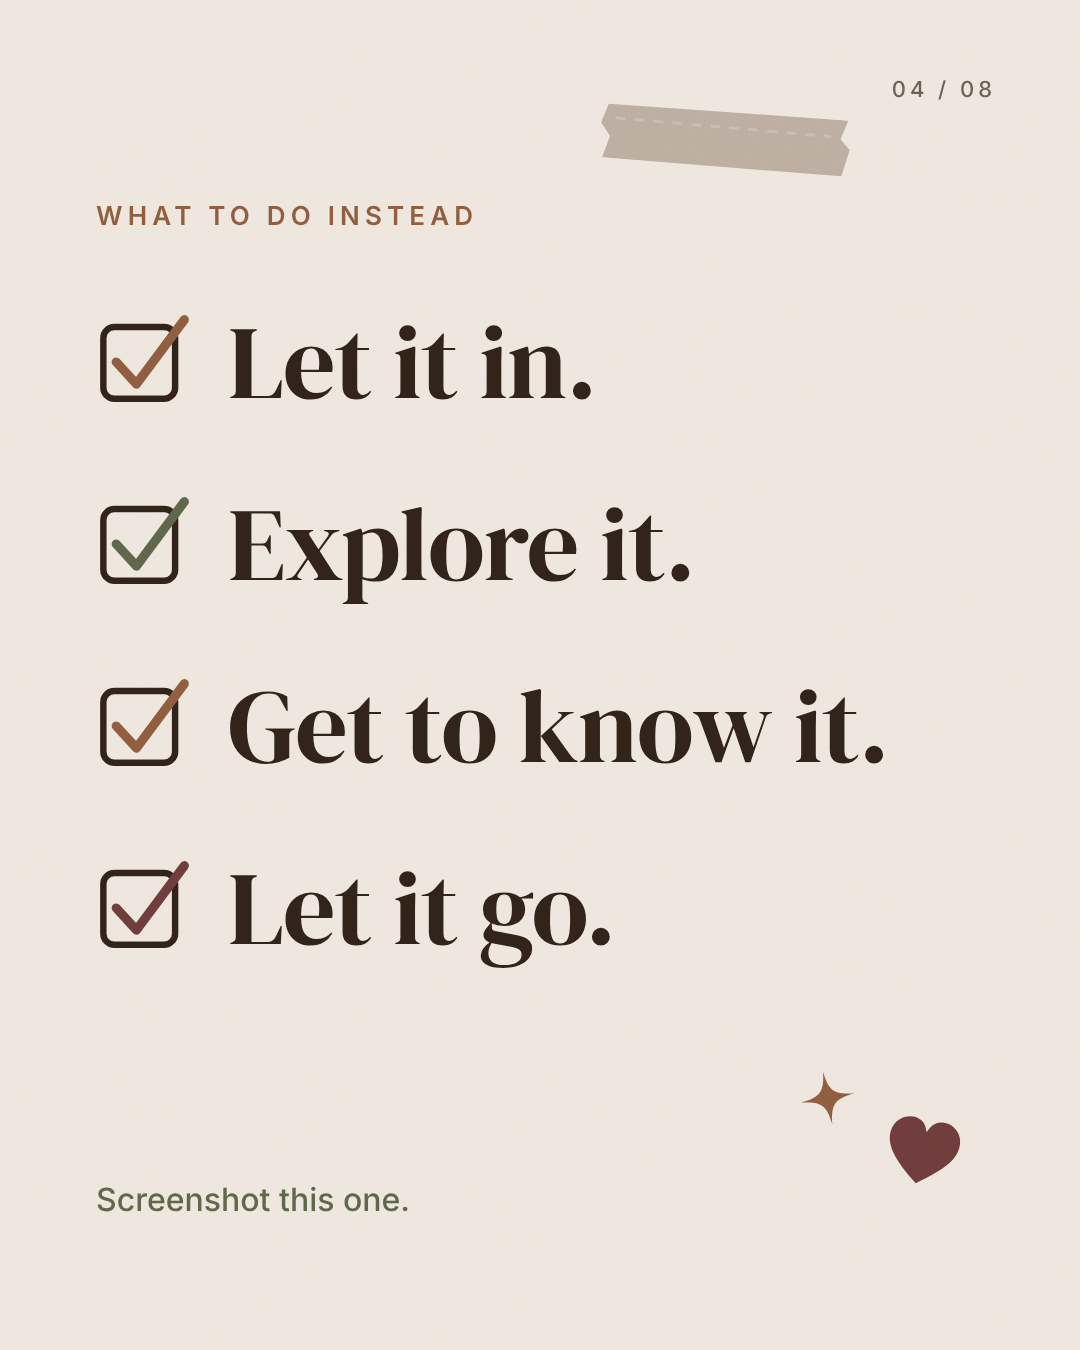 04 / 08
WHAT TO DO INSTEAD
Let it in.
Explore it.
Get to know it.
Let it go.
Screenshot this one.